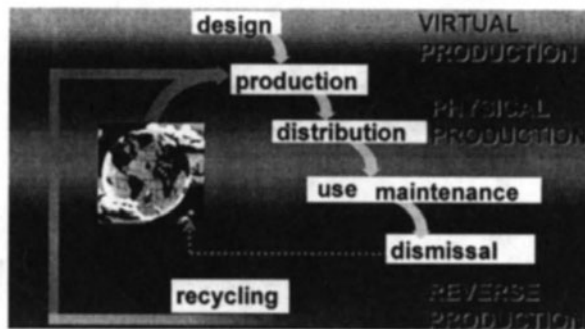 design
VIRTUAL
PRODUCTION
production
PHYSICAL
PRODUCTION
distribution
use maintenance
dismissal
recycling
REVERSE
PRODUCTION